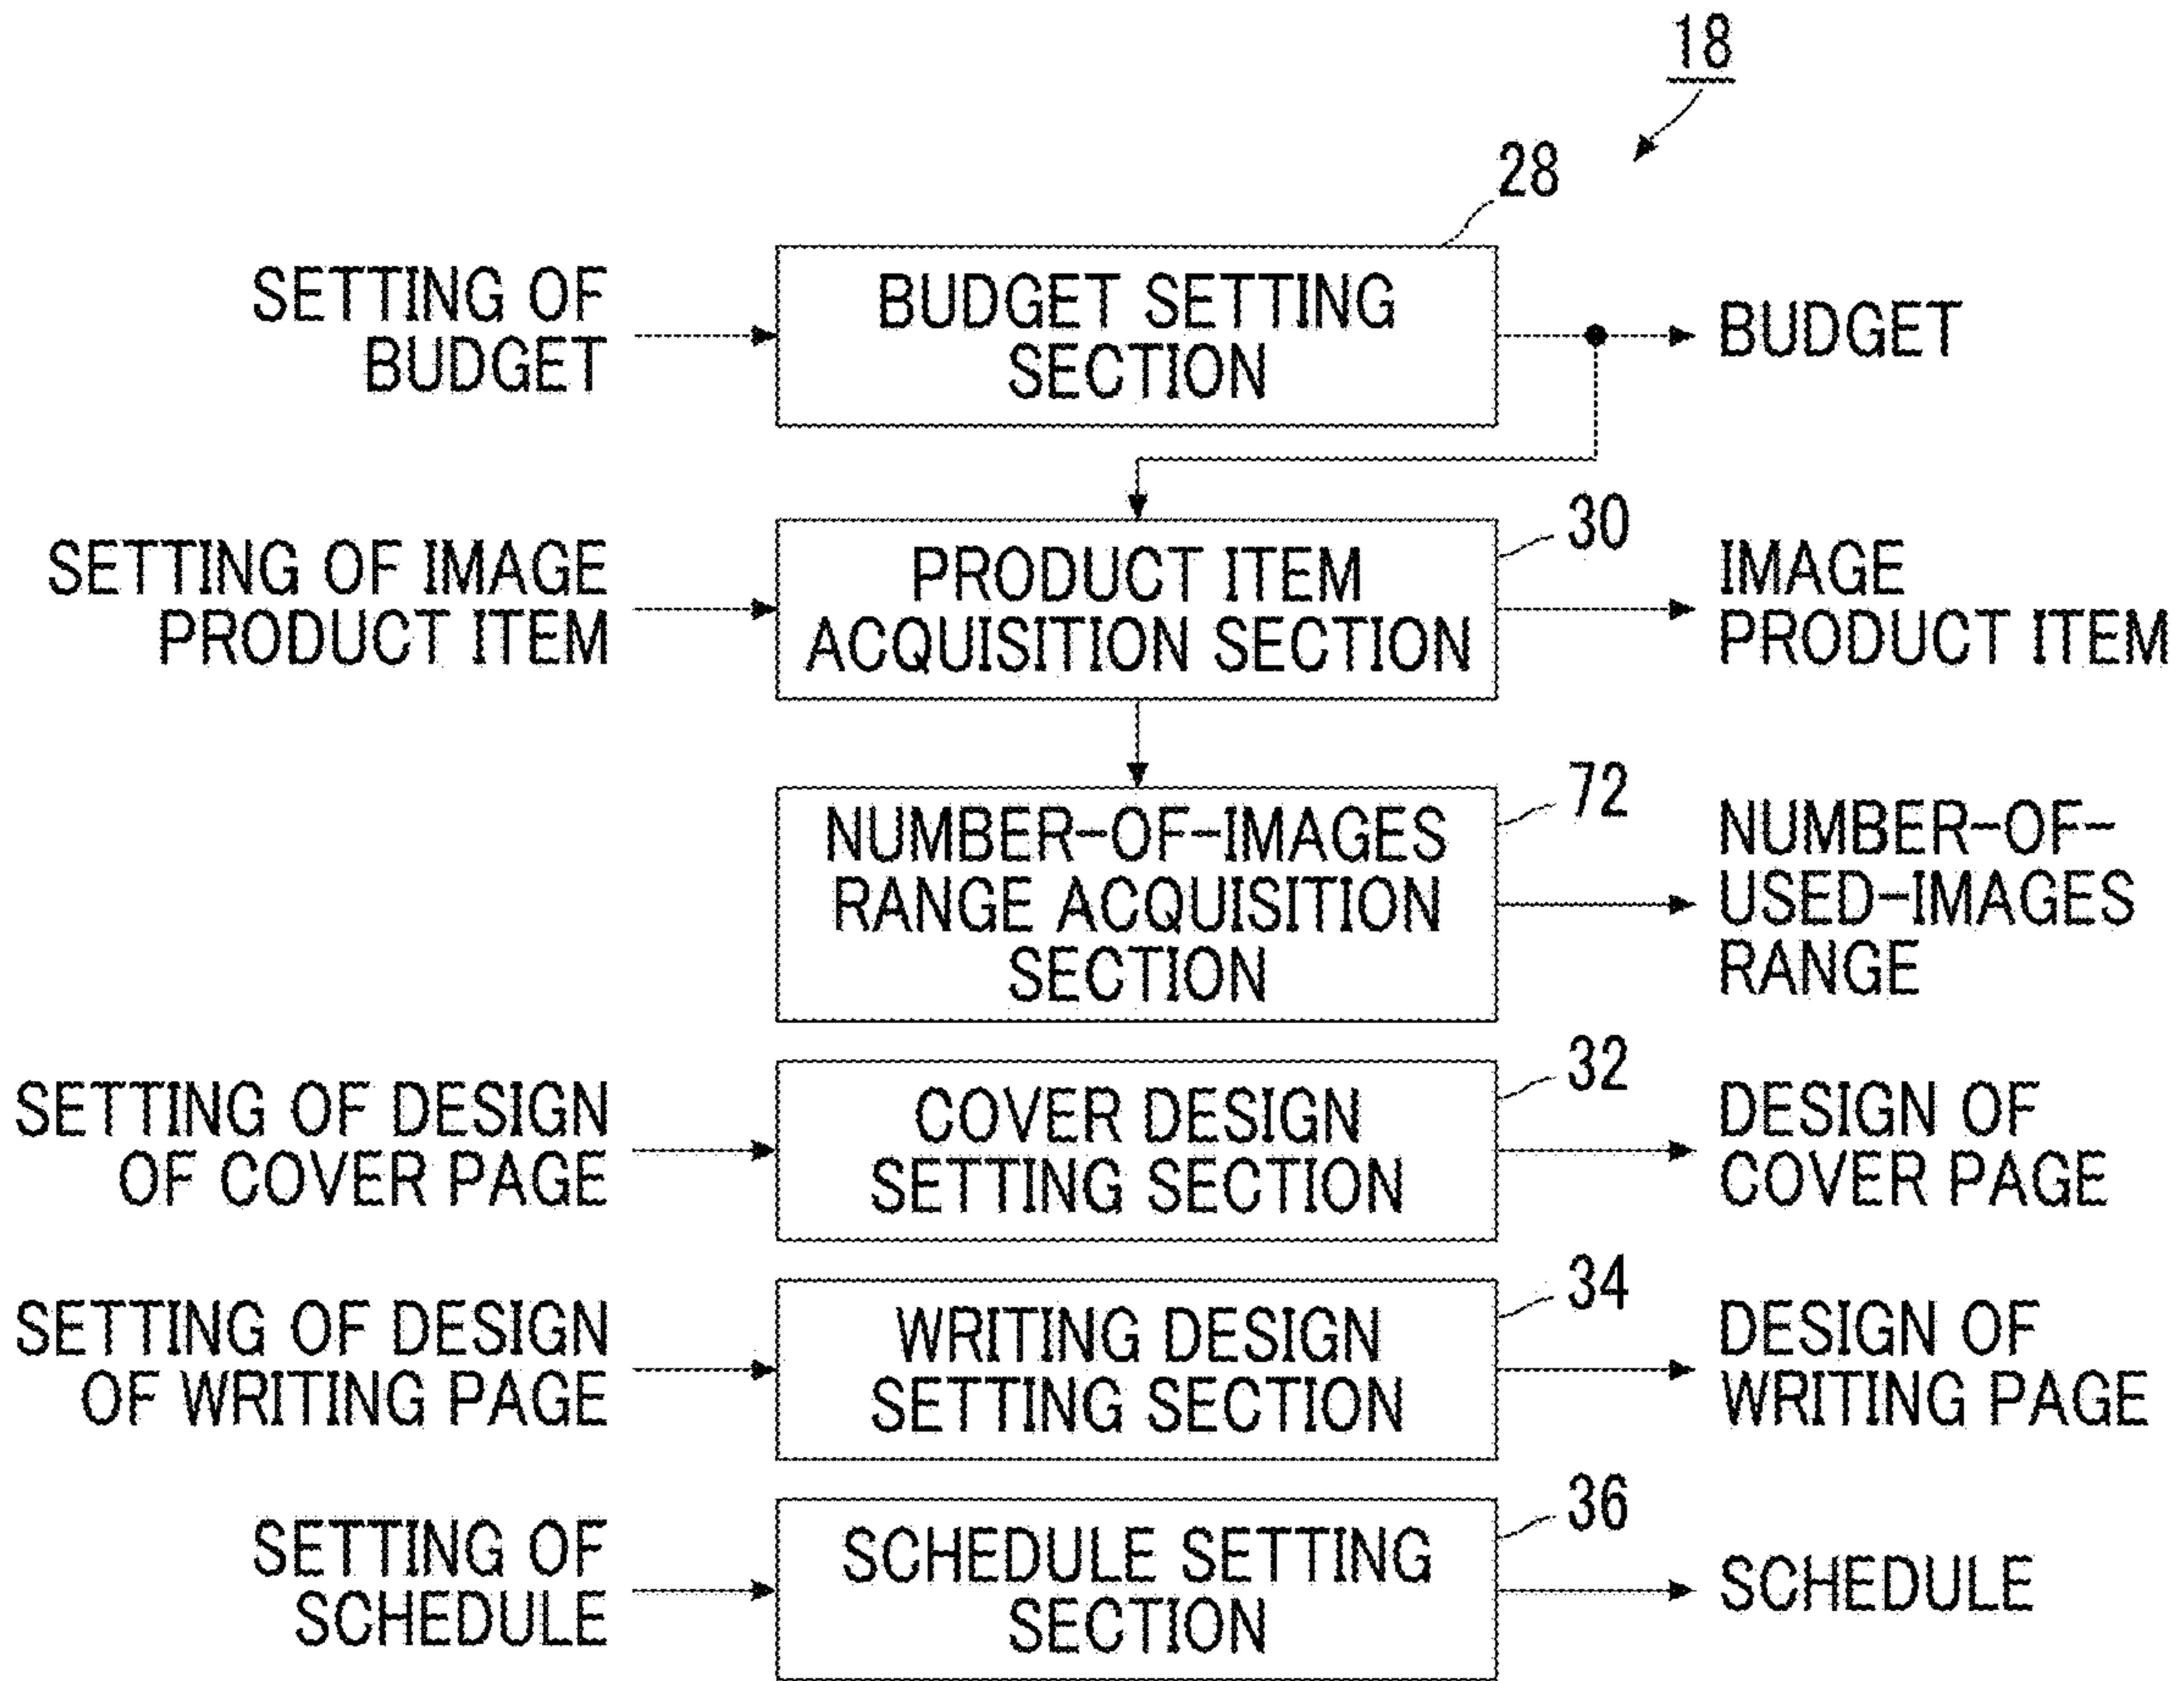 18
28
SETTING OF
BUDGET
BUDGET SETTING
SECTION
BUDGET
30
SETTING OF IMAGE
PRODUCT ITEM
PRODUCT ITEM
ACQUISITION SECTION
IMAGE
PRODUCT ITEM
72
NUMBER-OF-IMAGES
RANGE ACQUISITION
SECTION
NUMBER-OF-
USED-IMAGES
RANGE
32
SETTING OF DESIGN
OF COVER PAGE
COVER DESIGN
SETTING SECTION
DESIGN OF
COVER PAGE
34
SETTING OF DESIGN
OF WRITING PAGE
WRITING DESIGN
SETTING SECTION
DESIGN OF
WRITING PAGE
36
SETTING OF
SCHEDULE
SCHEDULE SETTING
SECTION
SCHEDULE